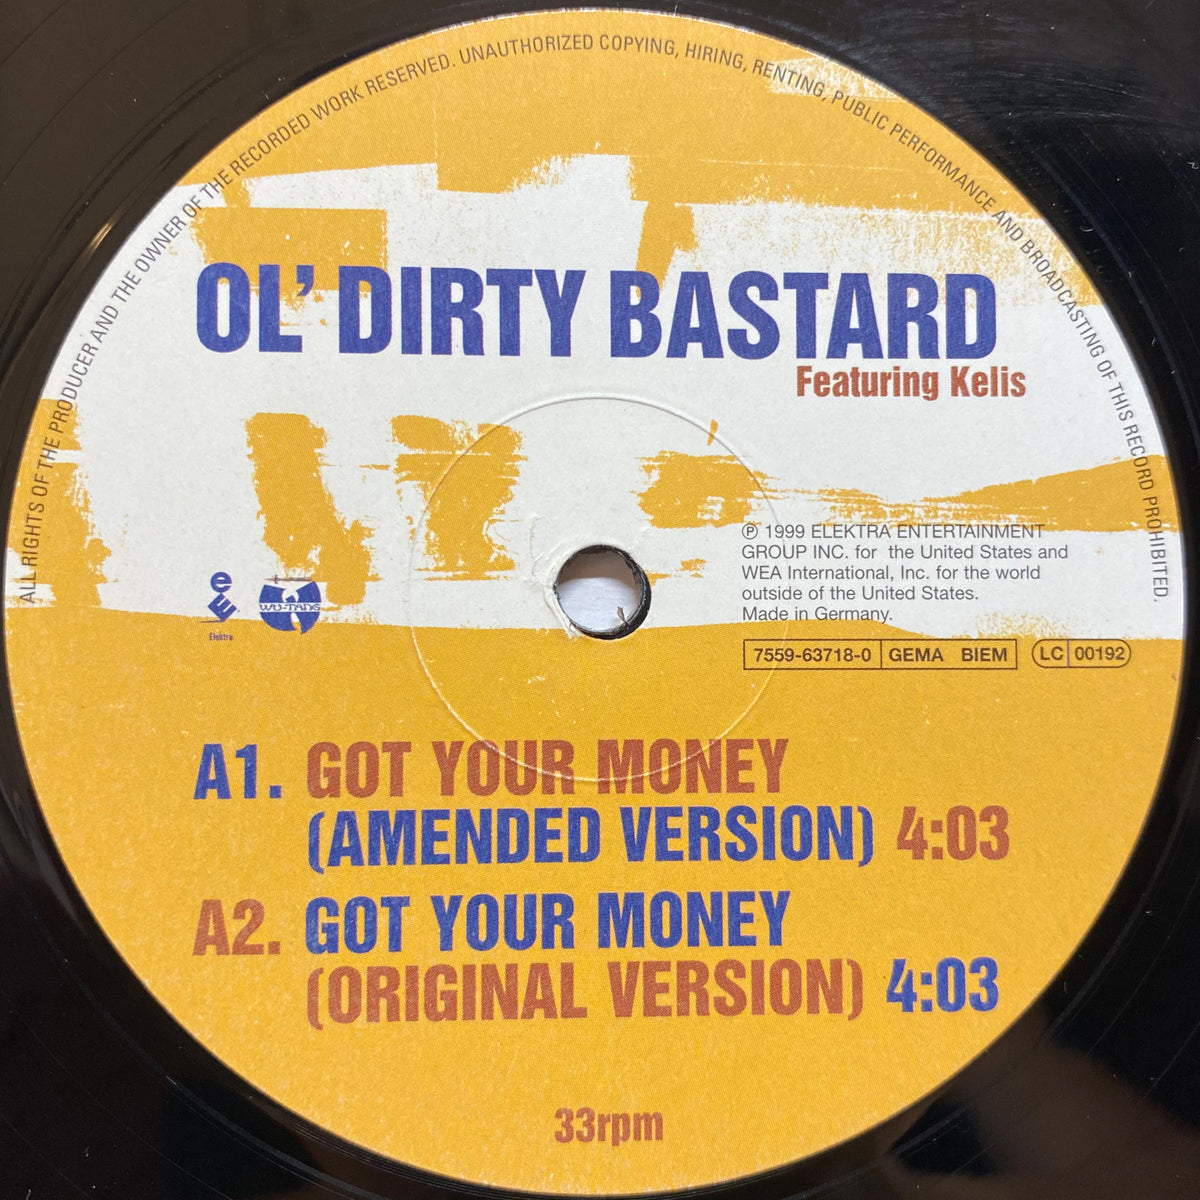 ALL RIGHTS OF THE PRODUCER AND THE OWNER OF THE RECORDED WORK RESERVED. UNAUTHORIZED COPYING, HIRING, RENTING, PUBLIC PERFORMANCE AND BROADCASTING OF THIS RECORD PROHIBITED.
OL' DIRTY BASTARD
Featuring Kelis
℗ 1999 ELEKTRA ENTERTAINMENT
GROUP INC. for the United States and
WEA International, Inc. for the world
outside of the United States.
Made in Germany.
Elektra
WU-TANG
7559-63718-0 GEMA BIEM LC 00192
A1. GOT YOUR MONEY
(AMENDED VERSION) 4:03
A2. GOT YOUR MONEY
(ORIGINAL VERSION) 4:03
33rpm